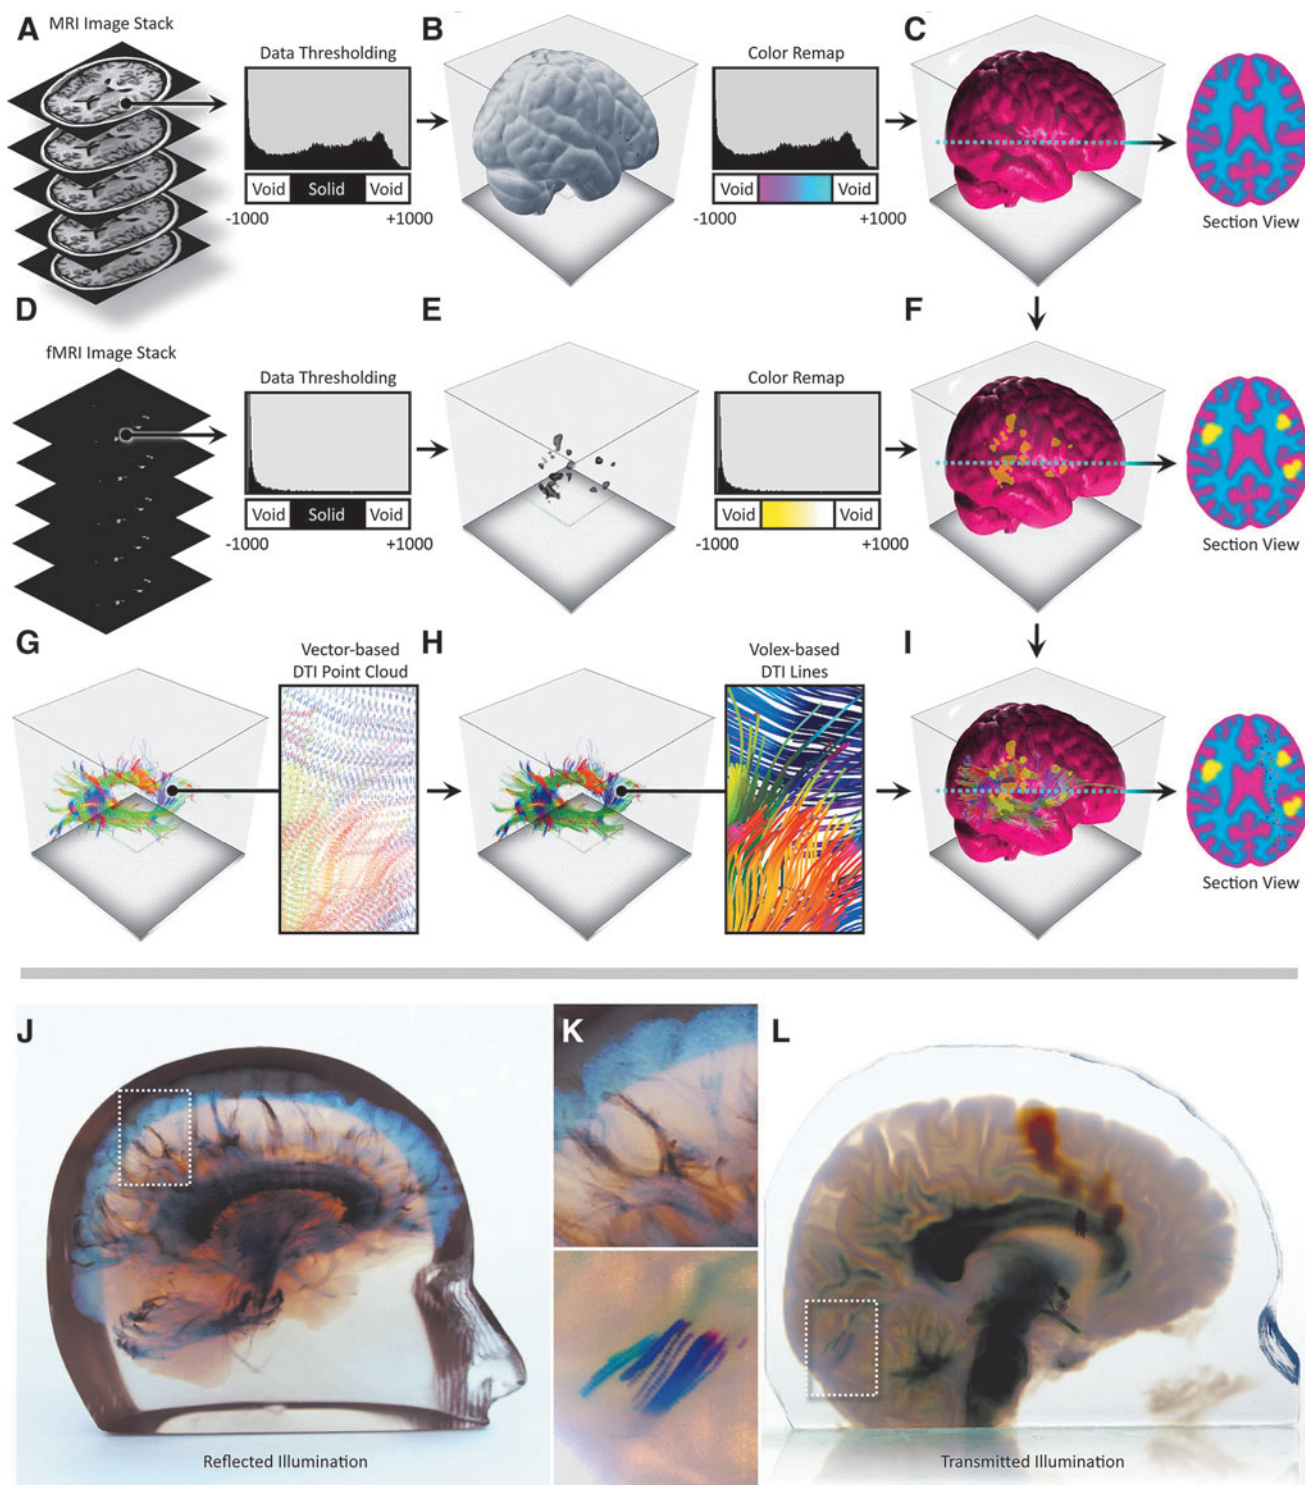 A
MRI Image Stack
Data Thresholding
Void
Solid
Void
-1000
+1000
B
Color Remap
Void
Void
-1000
+1000
C
Section View
D
fMRI Image Stack
Data Thresholding
Void
Solid
Void
-1000
+1000
E
Color Remap
Void
Void
-1000
+1000
F
Section View
G
Vector-based
DTI Point Cloud
H
Volex-based
DTI Lines
I
Section View
J
Reflected Illumination
K
L
Transmitted Illumination